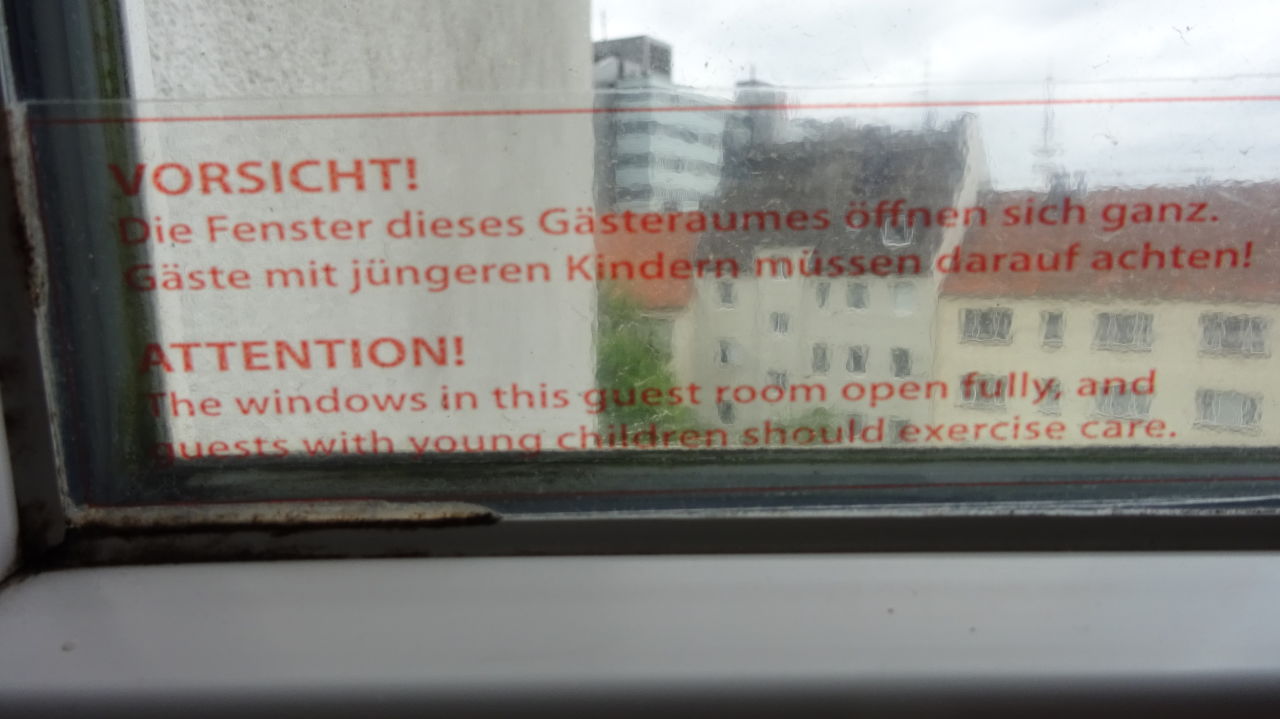 VORSICHT!
Die Fenster dieses Gästeraumes öffnen sich ganz.
Gäste mit jüngeren Kindern müssen darauf achten!
ATTENTION!
The windows in this guest room open fully, and
guests with young children should exercise care.